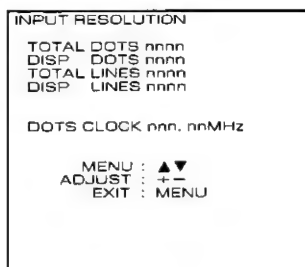 INPUT RESOLUTION
TOTAL DOTS nnnn
DISP DOTS nnnn
TOTAL LINES nnnn
DISP LINES nnnn
DOTS CLOCK nnn. nnMHz
MENU : ▲▼
ADJUST : + −
EXIT : MENU